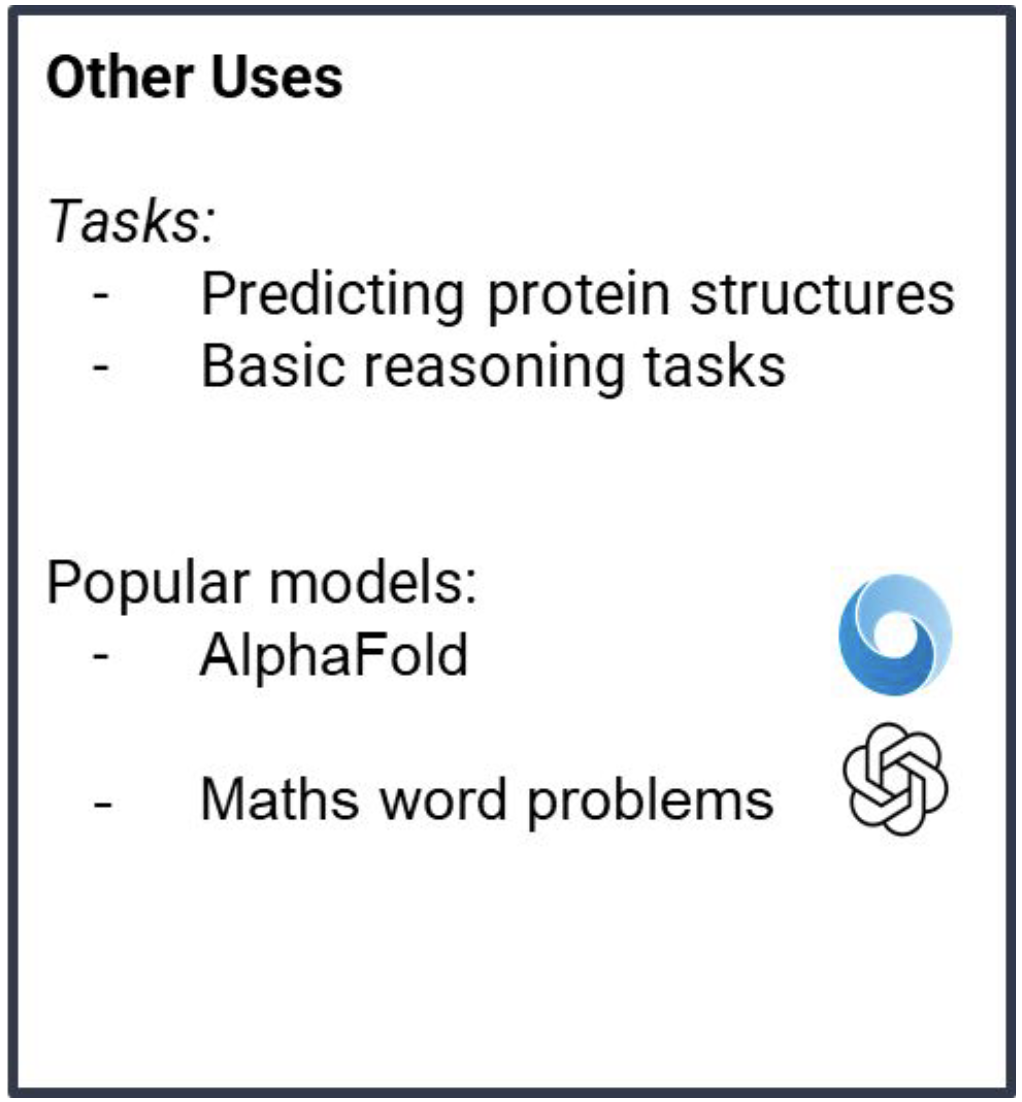 Other Uses
Tasks:
- Predicting protein structures
- Basic reasoning tasks
Popular models:
- AlphaFold
- Maths word problems